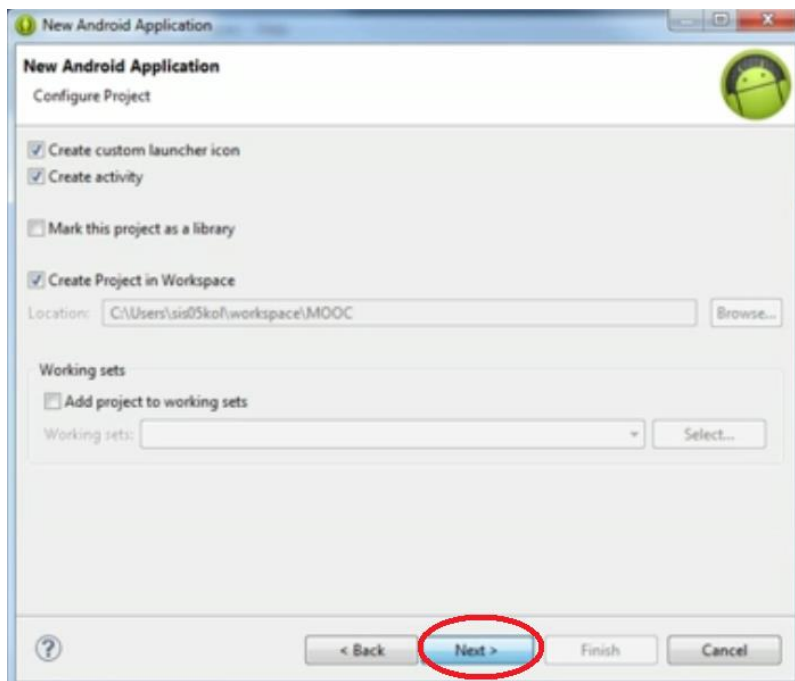 New Android Application
New Android Application
Configure Project
Create custom launcher icon
Create activity
Mark this project as a library
Create Project in Workspace
Location: C:\Users\sis05kol\workspace\MOOC Browse...
Working sets
Add project to working sets
Working sets: Select...
? < Back Next > Finish Cancel